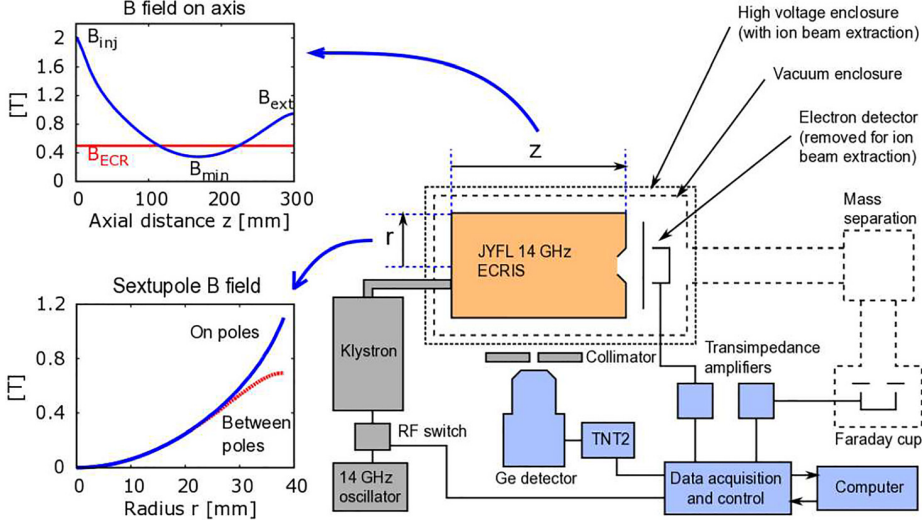 B field on axis
2
1.6
1.2
0.8
0.4
0
[T]
Binj
Bext
BECR
Bmin
0 100 200 300
Axial distance z [mm]
Sextupole B field
1.2
0.8
0.4
0
[T]
On poles
Between
poles
0 10 20 30 40
Radius r [mm]
High voltage enclosure
(with ion beam extraction)
Vacuum enclosure
Electron detector
(removed for ion
beam extraction)
z
r
JYFL 14 GHz
ECRIS
Mass
separation
Klystron
Collimator
Transimpedance
amplifiers
RF switch
TNT2
Faraday cup
14 GHz
oscillator
Ge detector
Data acquisition
and control
Computer